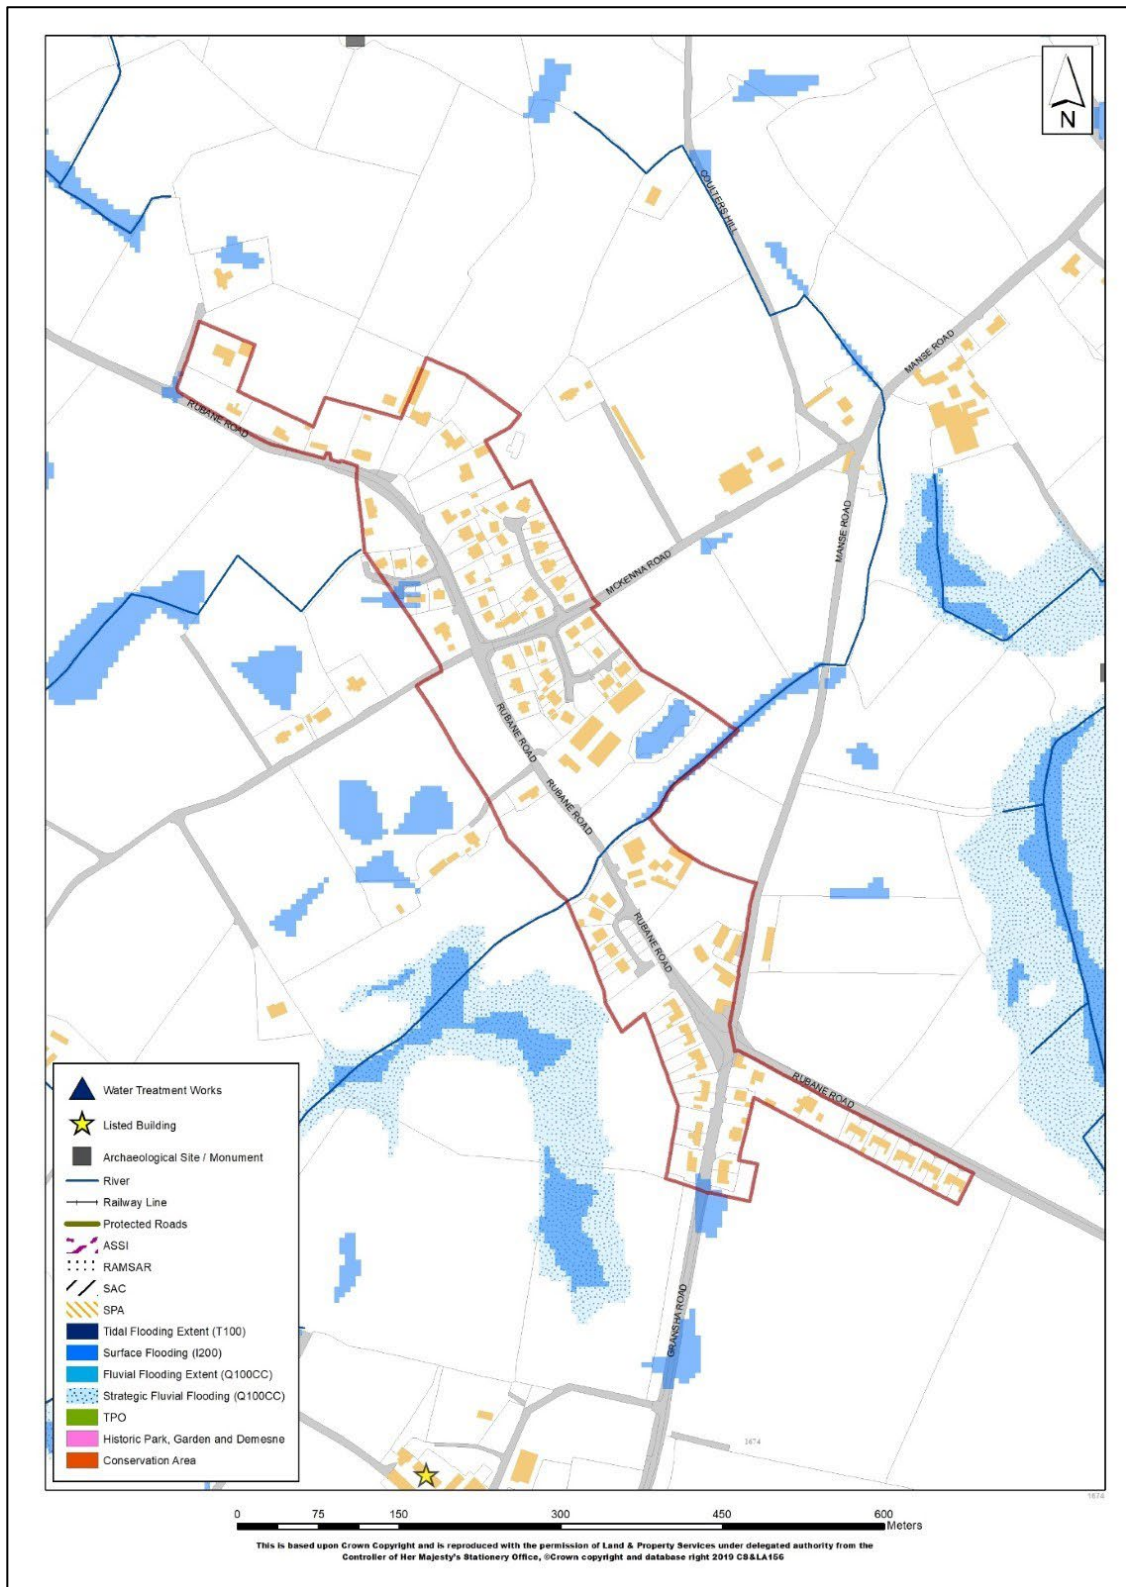 N
COULTERS HILL
MANSE ROAD
RUBANE ROAD
MANSE ROAD
MCKENNA ROAD
RUBANE ROAD
RUBANE ROAD
RUBANE ROAD
RUBANE ROAD
GRANSHA ROAD
1674
Water Treatment Works
Listed Building
Archaeological Site / Monument
River
Railway Line
Protected Roads
ASSI
RAMSAR
SAC
SPA
Tidal Flooding Extent (T100)
Surface Flooding (I200)
Fluvial Flooding Extent (Q100CC)
Strategic Fluvial Flooding (Q100CC)
TPO
Historic Park, Garden and Demesne
Conservation Area
1674
0 75 150 300 450 600
Meters
This is based upon Crown Copyright and is reproduced with the permission of Land & Property Services under delegated authority from the
Controller of Her Majesty's Stationery Office, ©Crown copyright and database right 2019 CS&LA156